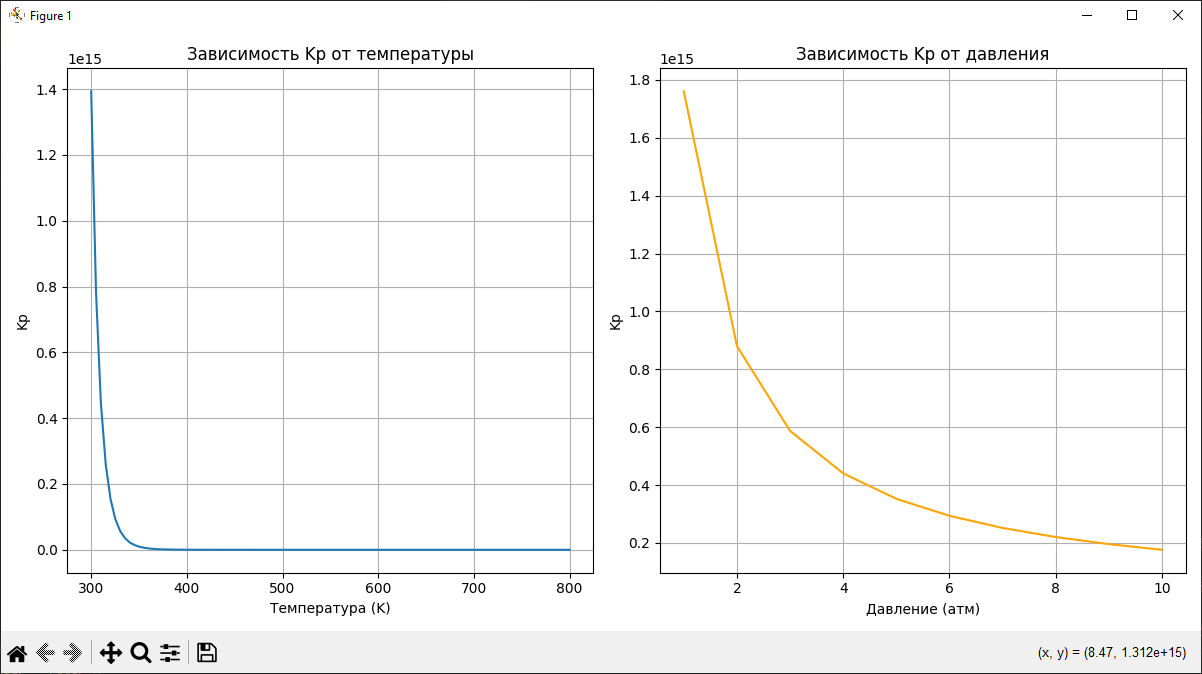 Figure 1
Зависимость Kp от температуры
1e15
1.4
1.2
1.0
0.8
0.6
0.4
0.2
0.0
Kp
300 400 500 600 700 800
Температура (K)
Зависимость Kp от давления
1e15
1.8
1.6
1.4
1.2
1.0
0.8
0.6
0.4
0.2
Kp
2 4 6 8 10
Давление (атм)
(x, y) = (8.47, 1.312e+15)